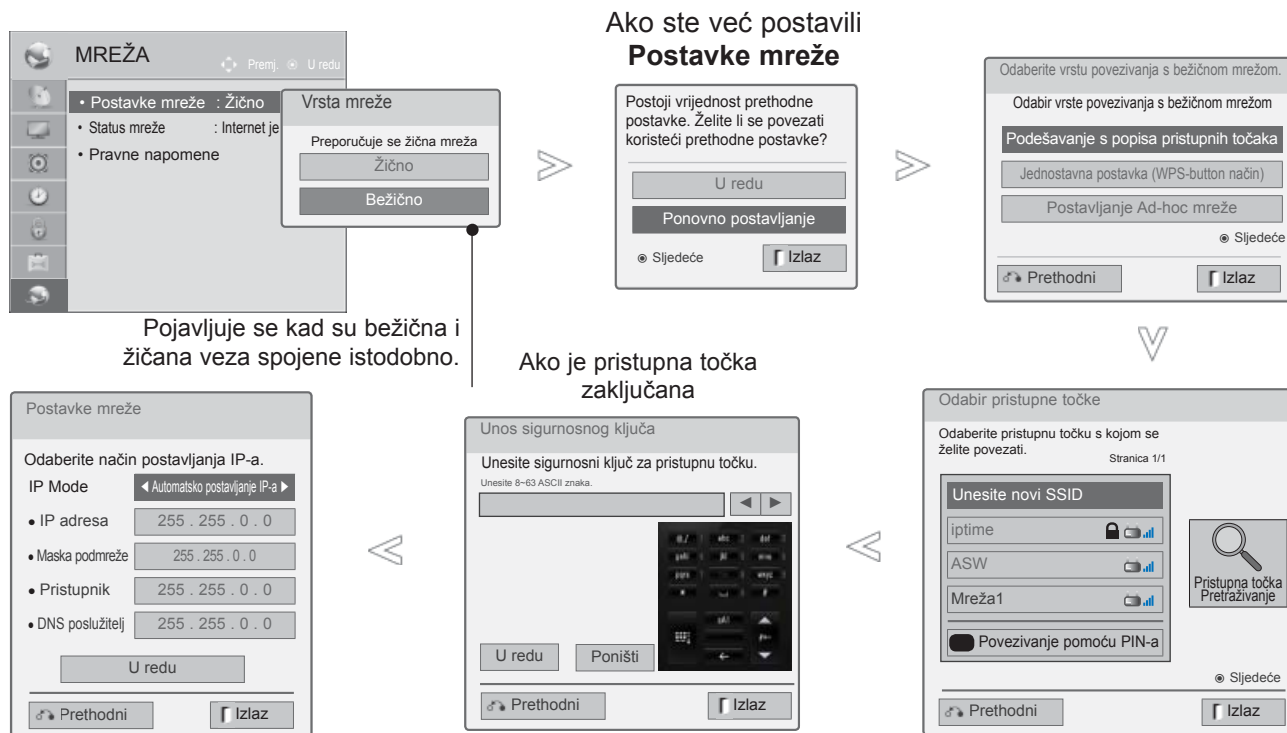 MREŽA
Premj. U redu
• Postavke mreže : Žično
• Status mreže : Internet je
• Pravne napomene
Vrsta mreže
Preporučuje se žična mreža
Žično
Bežično
Pojavljuje se kad su bežična i
žičana veza spojene istodobno.
Ako ste već postavili
Postavke mreže
Postoji vrijednost prethodne
postavke. Želite li se povezati
koristeći prethodne postavke?
U redu
Ponovno postavljanje
Sljedeće
Izlaz
Odaberite vrstu povezivanja s bežičnom mrežom.
Odabir vrste povezivanja s bežičnom mrežom
Podešavanje s popisa pristupnih točaka
Jednostavna postavka (WPS-button način)
Postavljanje Ad-hoc mreže
Sljedeće
Prethodni
Izlaz
Odabir pristupne točke
Odaberite pristupnu točku s kojom se
želite povezati.
Stranica 1/1
Unesite novi SSID
iptime
ASW
Mreža1
Povezivanje pomoću PIN-a
Pristupna točka
Pretraživanje
Sljedeće
Prethodni
Izlaz
Ako je pristupna točka
zaključana
Unos sigurnosnog ključa
Unesite sigurnosni ključ za pristupnu točku.
Unesite 8~63 ASCII znaka.
U redu
Poništi
Prethodni
Izlaz
Postavke mreže
Odaberite način postavljanja IP-a.
IP Mode ◀ Automatsko postavljanje IP-a ▶
• IP adresa 255 . 255 . 0 . 0
• Maska podmreže 255 . 255 . 0 . 0
• Pristupnik 255 . 255 . 0 . 0
• DNS poslužitelj 255 . 255 . 0 . 0
U redu
Prethodni
Izlaz